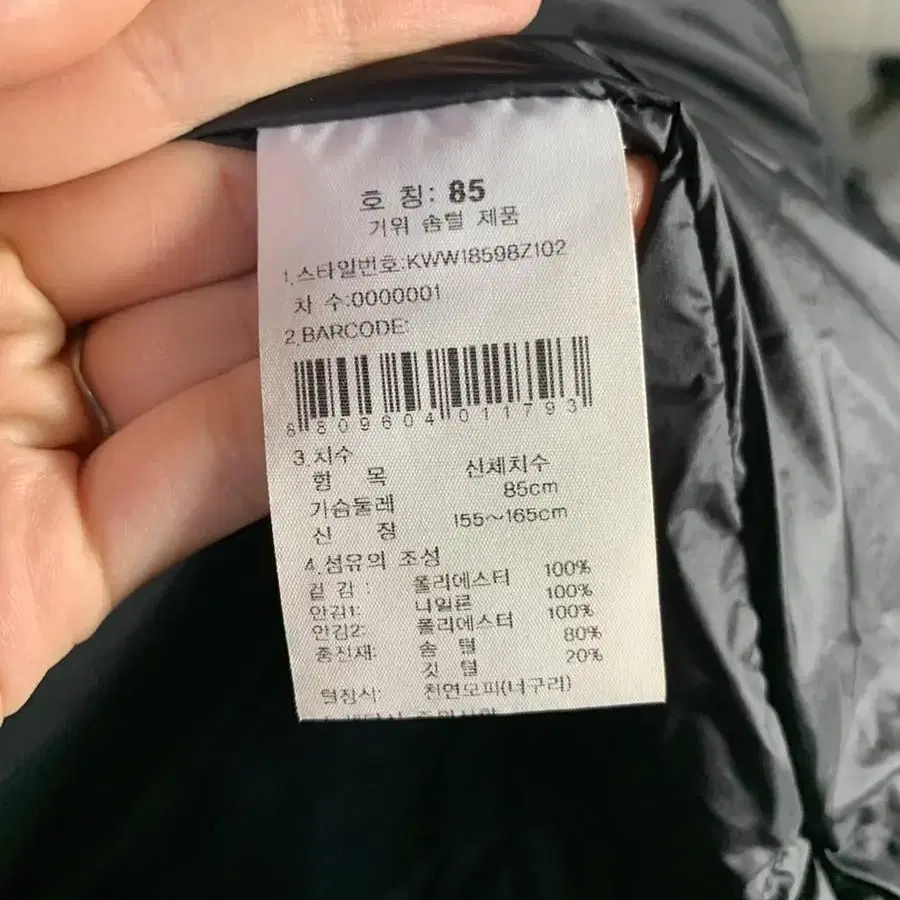 호 칭: 85
거위 솜털 제품
1.스타일번호:KWW18598Z102
차 수:0000001
2.BARCODE:
8809604011793
3.치수
항 목 신체치수
가슴둘레 85cm
신 장 155~165cm
4.섬유의 조성
겉 감 : 폴리에스터 100%
안감1: 나일론 100%
안감2: 폴리에스터 100%
충전재: 솜 털 80%
깃 털 20%
털장식: 천연모피(너구리)